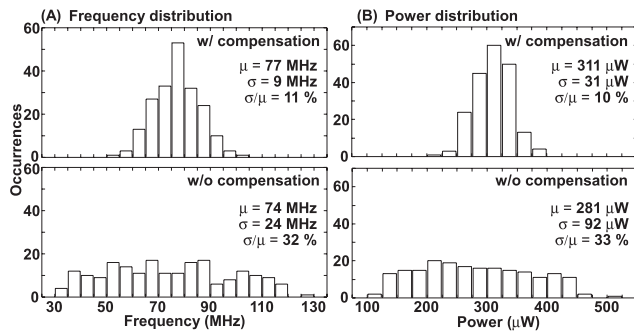 (A) Frequency distribution
w/ compensation
μ = 77 MHz
σ = 9 MHz
σ/μ = 11 %
60
40
20
0
w/o compensation
μ = 74 MHz
σ = 24 MHz
σ/μ = 32 %
60
40
20
0
Occurrences
30 50 70 90 110 130
Frequency (MHz)
(B) Power distribution
w/ compensation
μ = 311 μW
σ = 31 μW
σ/μ = 10 %
60
40
20
0
w/o compensation
μ = 281 μW
σ = 92 μW
σ/μ = 33 %
60
40
20
0
100 200 300 400 500
Power (μW)